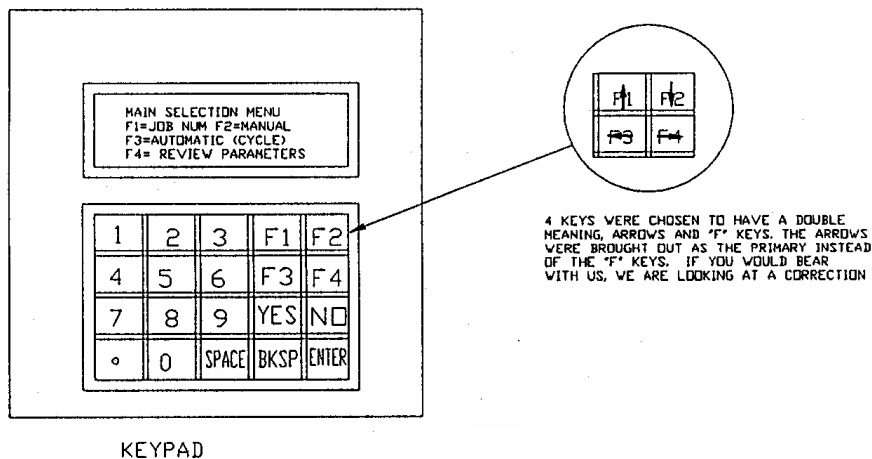 MAIN SELECTION MENU
F1=JOB NUM F2=MANUAL
F3=AUTOMATIC (CYCLE)
F4= REVIEW PARAMETERS
1 2 3 F1 F2
4 5 6 F3 F4
7 8 9 YES NO
. 0 SPACE BKSP ENTER
KEYPAD
F1 F2
F3 F4
4 KEYS WERE CHOSEN TO HAVE A DOUBLE
MEANING, ARROWS AND "F" KEYS. THE ARROWS
WERE BROUGHT OUT AS THE PRIMARY INSTEAD
OF THE "F" KEYS. IF YOU WOULD BEAR
WITH US, WE ARE LOOKING AT A CORRECTION